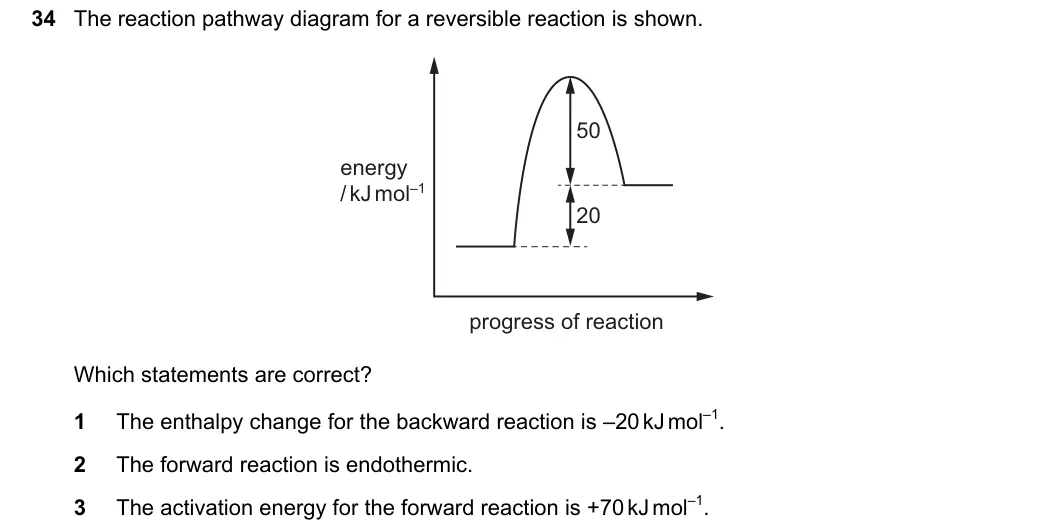 34 The reaction pathway diagram for a reversible reaction is shown.
50
energy
/ kJ mol⁻¹
20
progress of reaction
Which statements are correct?
1 The enthalpy change for the backward reaction is –20 kJ mol⁻¹.
2 The forward reaction is endothermic.
3 The activation energy for the forward reaction is +70 kJ mol⁻¹.